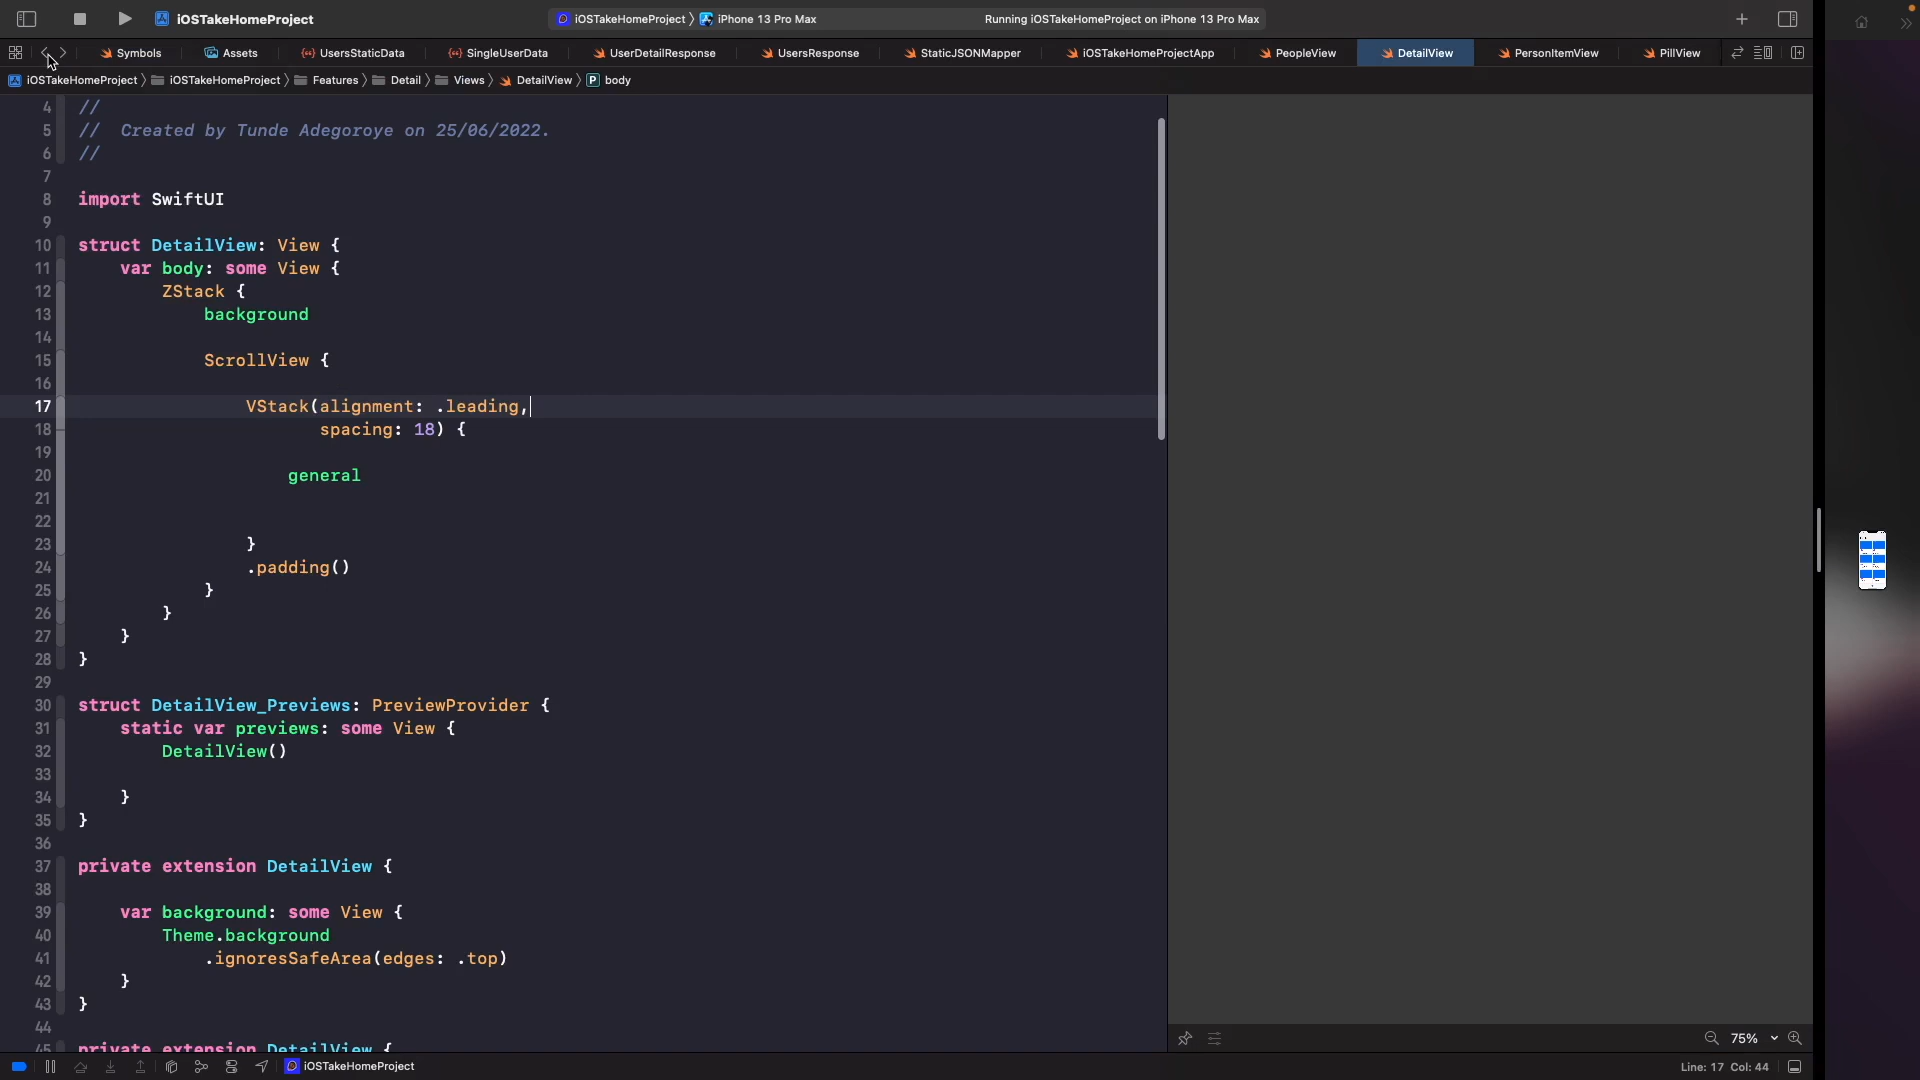 iOSTakeHomeProject
iOSTakeHomeProject 〉 iPhone 13 Pro Max
Running iOSTakeHomeProject on iPhone 13 Pro Max
Symbols Assets UsersStaticData SingleUserData UserDetailResponse UsersResponse StaticJSONMapper iOSTakeHomeProjectApp PeopleView DetailView PersonItemView PillView
iOSTakeHomeProject 〉 iOSTakeHomeProject 〉 Features 〉 Detail 〉 Views 〉 DetailView 〉 P body
4 //
5 //  Created by Tunde Adegoroye on 25/06/2022.
6 //
7
8 import SwiftUI
9
10 struct DetailView: View {
11     var body: some View {
12         ZStack {
13             background
14
15             ScrollView {
16
17                 VStack(alignment: .leading,
18                        spacing: 18) {
19
20                     general
21
22
23                 }
24                 .padding()
25             }
26         }
27     }
28 }
29
30 struct DetailView_Previews: PreviewProvider {
31     static var previews: some View {
32         DetailView()
33
34     }
35 }
36
37 private extension DetailView {
38
39     var background: some View {
40         Theme.background
41             .ignoresSafeArea(edges: .top)
42     }
43 }
44
45 private extension DetailView {
75%
iOSTakeHomeProject
Line: 17 Col: 44